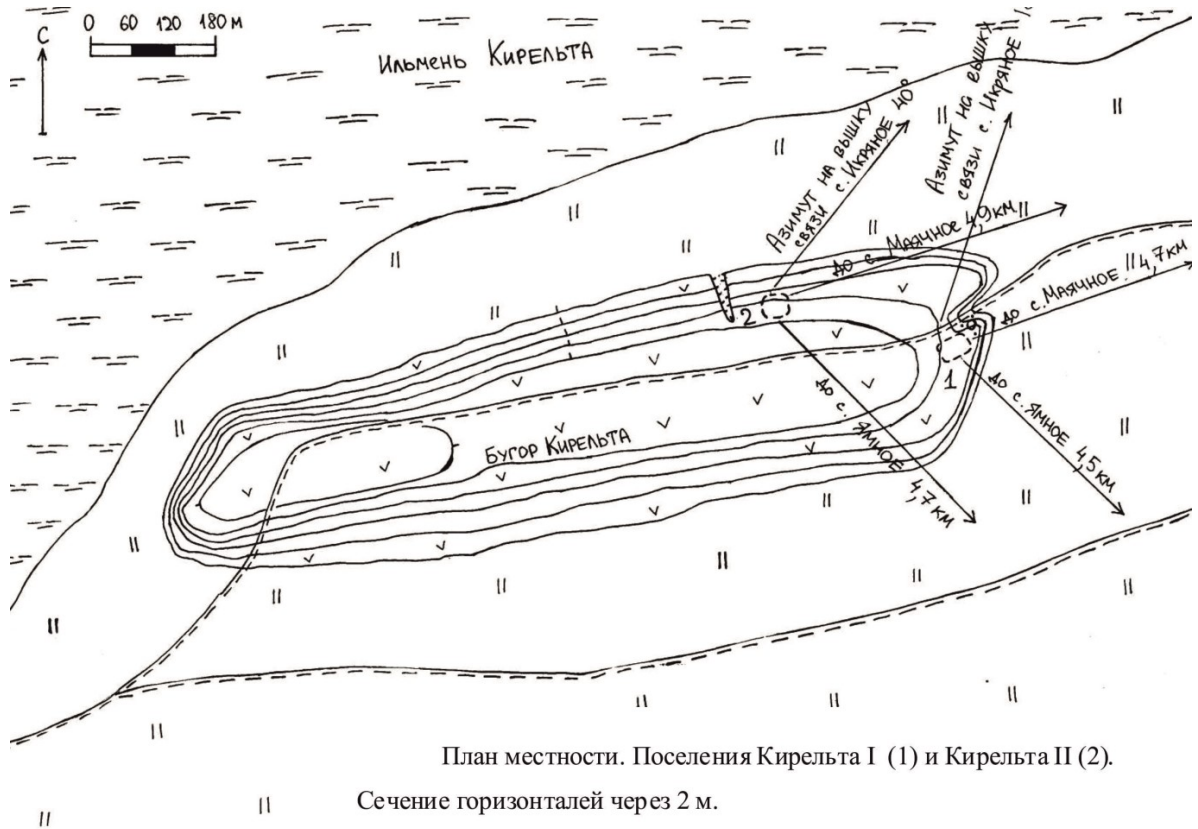 С
0 60 120 180 м
Ильмень Кирельта
Азимут на вышку
связи с. Икряное 40°
Азимут на вышку
связи с. Икряное
до с. Маячное 4,9 км
до с. Маячное 4,7 км
2
1
до с. Ямное
4,7 км
до с. Ямное 4,5 км
Бугор Кирельта
План местности. Поселения Кирельта I (1) и Кирельта II (2).
Сечение горизонталей через 2 м.